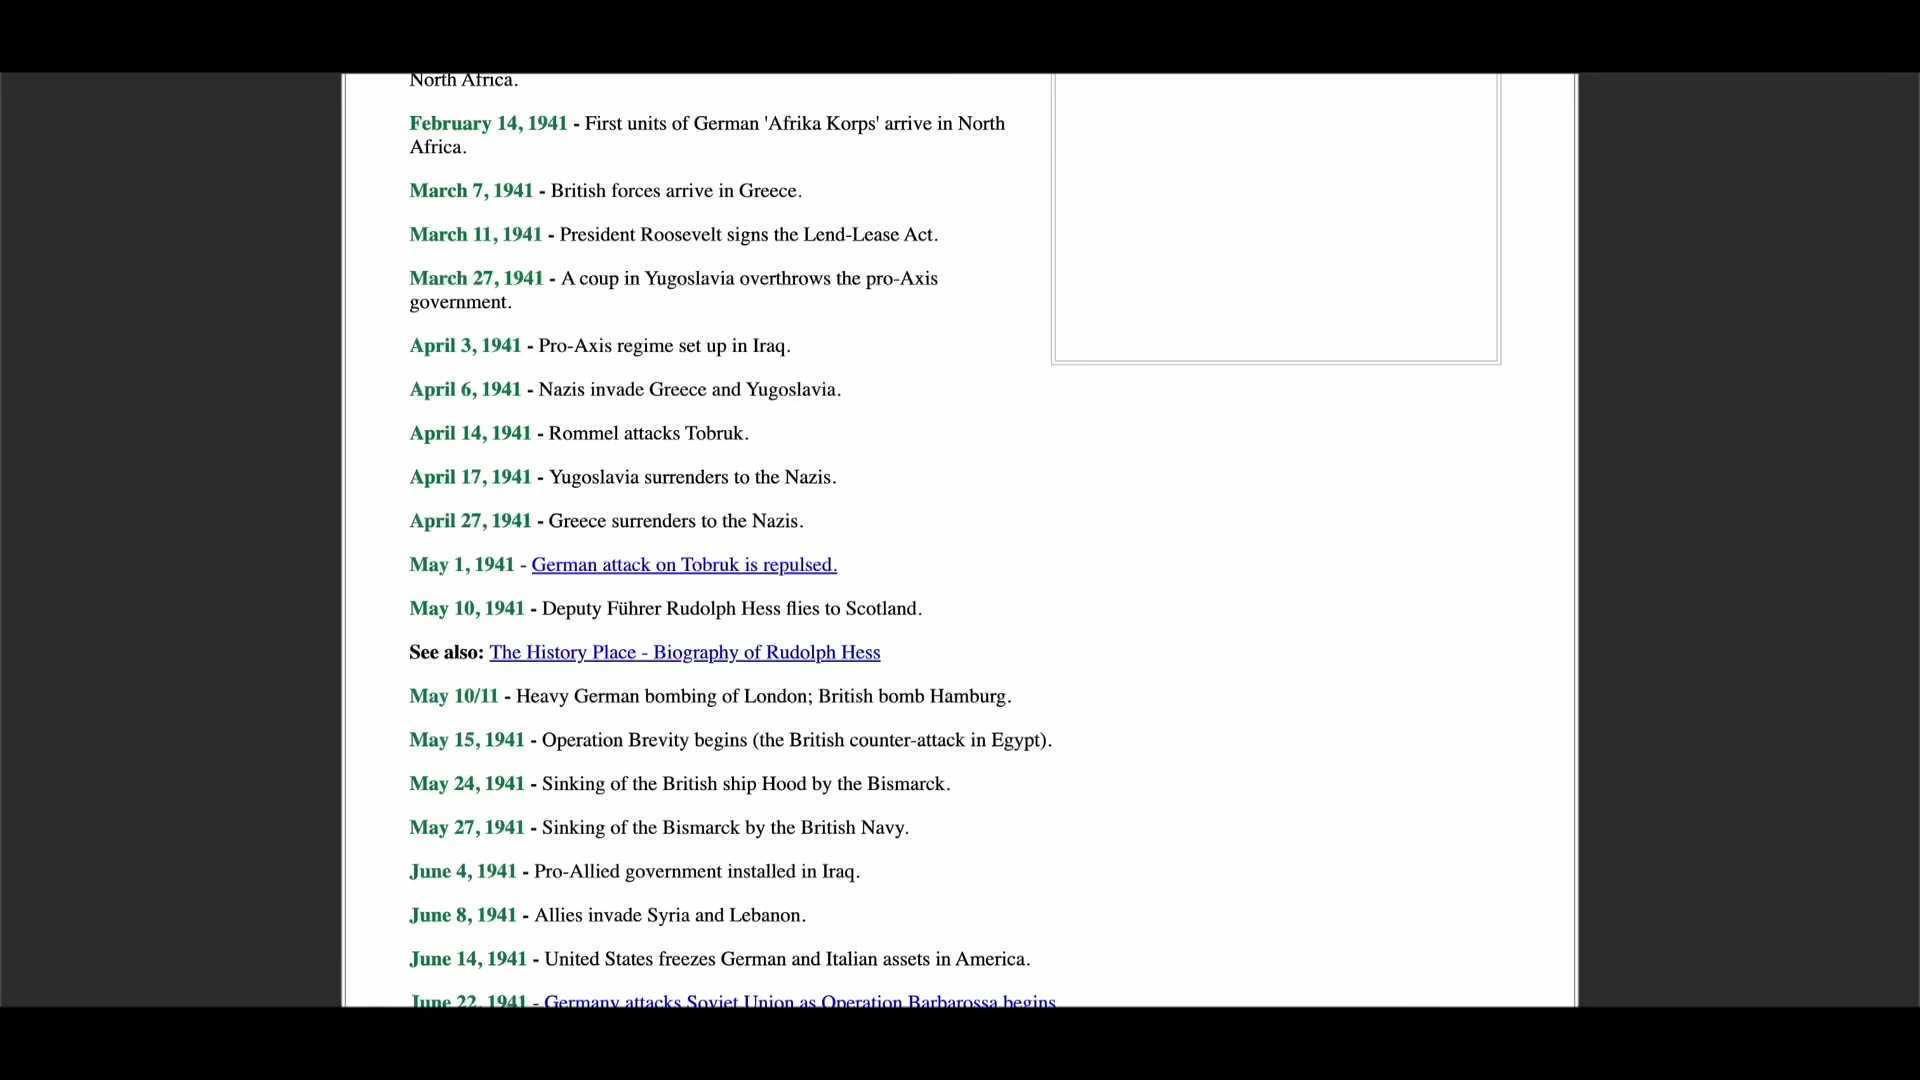 North Africa.
February 14, 1941 - First units of German 'Afrika Korps' arrive in North
Africa.
March 7, 1941 - British forces arrive in Greece.
March 11, 1941 - President Roosevelt signs the Lend-Lease Act.
March 27, 1941 - A coup in Yugoslavia overthrows the pro-Axis
government.
April 3, 1941 - Pro-Axis regime set up in Iraq.
April 6, 1941 - Nazis invade Greece and Yugoslavia.
April 14, 1941 - Rommel attacks Tobruk.
April 17, 1941 - Yugoslavia surrenders to the Nazis.
April 27, 1941 - Greece surrenders to the Nazis.
May 1, 1941 - German attack on Tobruk is repulsed.
May 10, 1941 - Deputy Führer Rudolph Hess flies to Scotland.
See also: The History Place - Biography of Rudolph Hess
May 10/11 - Heavy German bombing of London; British bomb Hamburg.
May 15, 1941 - Operation Brevity begins (the British counter-attack in Egypt).
May 24, 1941 - Sinking of the British ship Hood by the Bismarck.
May 27, 1941 - Sinking of the Bismarck by the British Navy.
June 4, 1941 - Pro-Allied government installed in Iraq.
June 8, 1941 - Allies invade Syria and Lebanon.
June 14, 1941 - United States freezes German and Italian assets in America.
June 22, 1941 - Germany attacks Soviet Union as Operation Barbarossa begins